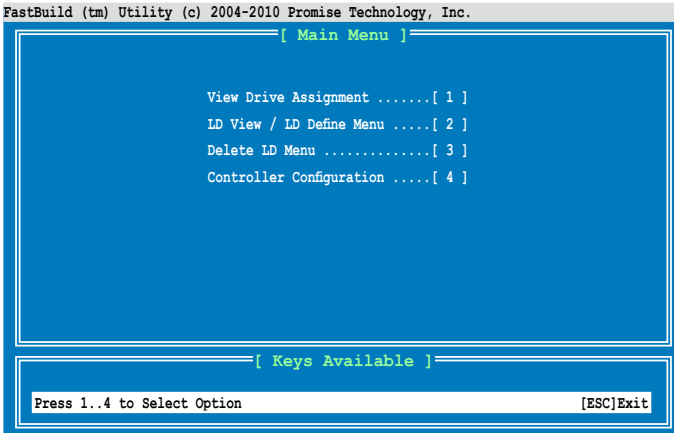 FastBuild (tm) Utility (c) 2004-2010 Promise Technology, Inc.
[ Main Menu ]
View Drive Assignment .......[ 1 ]
LD View / LD Define Menu .....[ 2 ]
Delete LD Menu ..............[ 3 ]
Controller Configuration .....[ 4 ]
[ Keys Available ]
Press 1..4 to Select Option [ESC]Exit